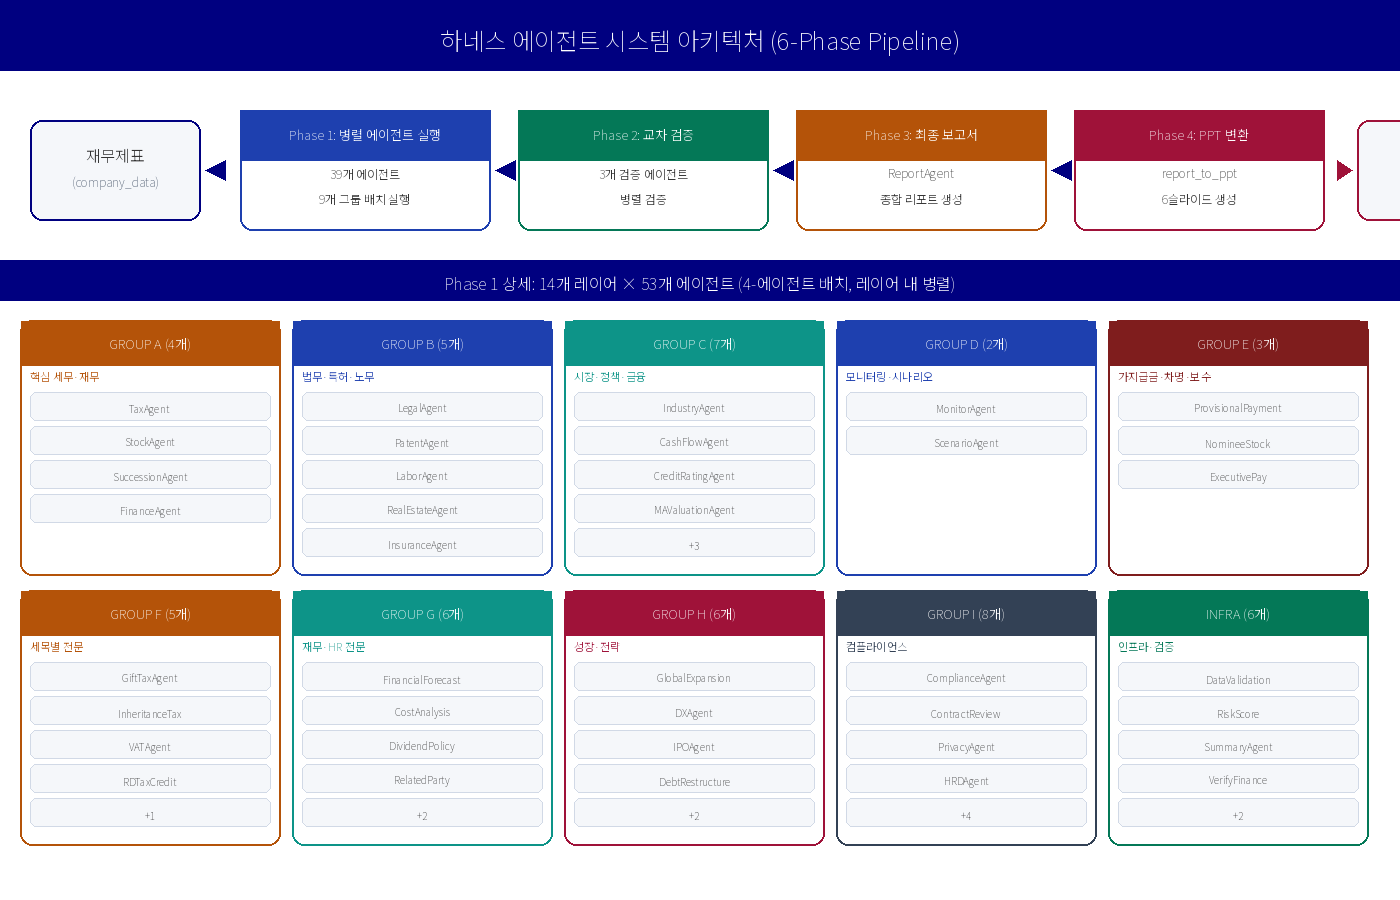 하네스 에이전트 시스템 아키텍처 (6-Phase Pipeline)
재무제표
(company_data)
Phase 1: 병렬 에이전트 실행
39개 에이전트
9개 그룹 배치 실행
Phase 2: 교차 검증
3개 검증 에이전트
병렬 검증
Phase 3: 최종 보고서
ReportAgent
종합 리포트 생성
Phase 4: PPT 변환
report_to_ppt
6슬라이드 생성
Phase 1 상세: 14개 레이어 × 53개 에이전트 (4-에이전트 배치, 레이어 내 병렬)
GROUP A (4개)
핵심 세무·재무
TaxAgent
StockAgent
SuccessionAgent
FinanceAgent
GROUP B (5개)
법무·특허·노무
LegalAgent
PatentAgent
LaborAgent
RealEstateAgent
InsuranceAgent
GROUP C (7개)
시장·정책·금융
IndustryAgent
CashFlowAgent
CreditRatingAgent
MAValuationAgent
+3
GROUP D (2개)
모니터링·시나리오
MonitorAgent
ScenarioAgent
GROUP E (3개)
가지급금·차명·보수
ProvisionalPayment
NomineeStock
ExecutivePay
GROUP F (5개)
세목별 전문
GiftTaxAgent
InheritanceTax
VATAgent
RDTaxCredit
+1
GROUP G (6개)
재무·HR 전문
FinancialForecast
CostAnalysis
DividendPolicy
RelatedParty
+2
GROUP H (6개)
성장·전략
GlobalExpansion
DXAgent
IPOAgent
DebtRestructure
+2
GROUP I (8개)
컴플라이언스
ComplianceAgent
ContractReview
PrivacyAgent
HRDAgent
+4
INFRA (6개)
인프라·검증
DataValidation
RiskScore
SummaryAgent
VerifyFinance
+2